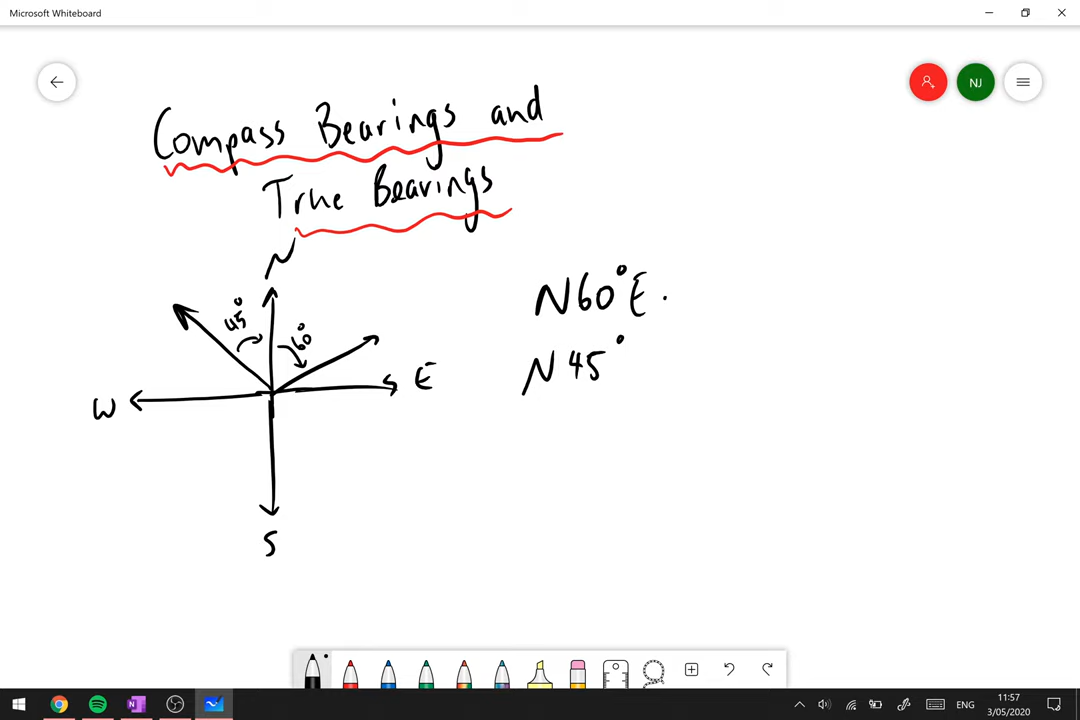 Microsoft Whiteboard
NJ
Compass Bearings and
True Bearings
N
45°
60°
W
E
S
N60°E.
N45°
ENG
11:57
3/05/2020